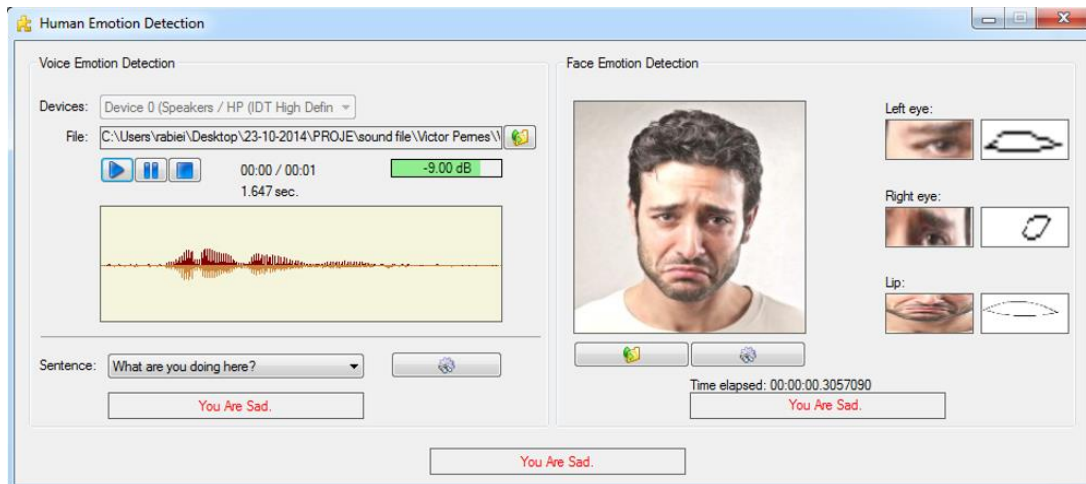 Human Emotion Detection
Voice Emotion Detection
Devices: Device 0 (Speakers / HP (IDT High Defin
File: C:\Users\rabiei\Desktop\23-10-2014\PROJE\sound file\\Victor Pemes\\
00:00 / 00:01
-9.00 dB
1.647 sec.
Sentence: What are you doing here?
You Are Sad.
Face Emotion Detection
Left eye:
Right eye:
Lip:
Time elapsed: 00:00:00.3057090
You Are Sad.
You Are Sad.